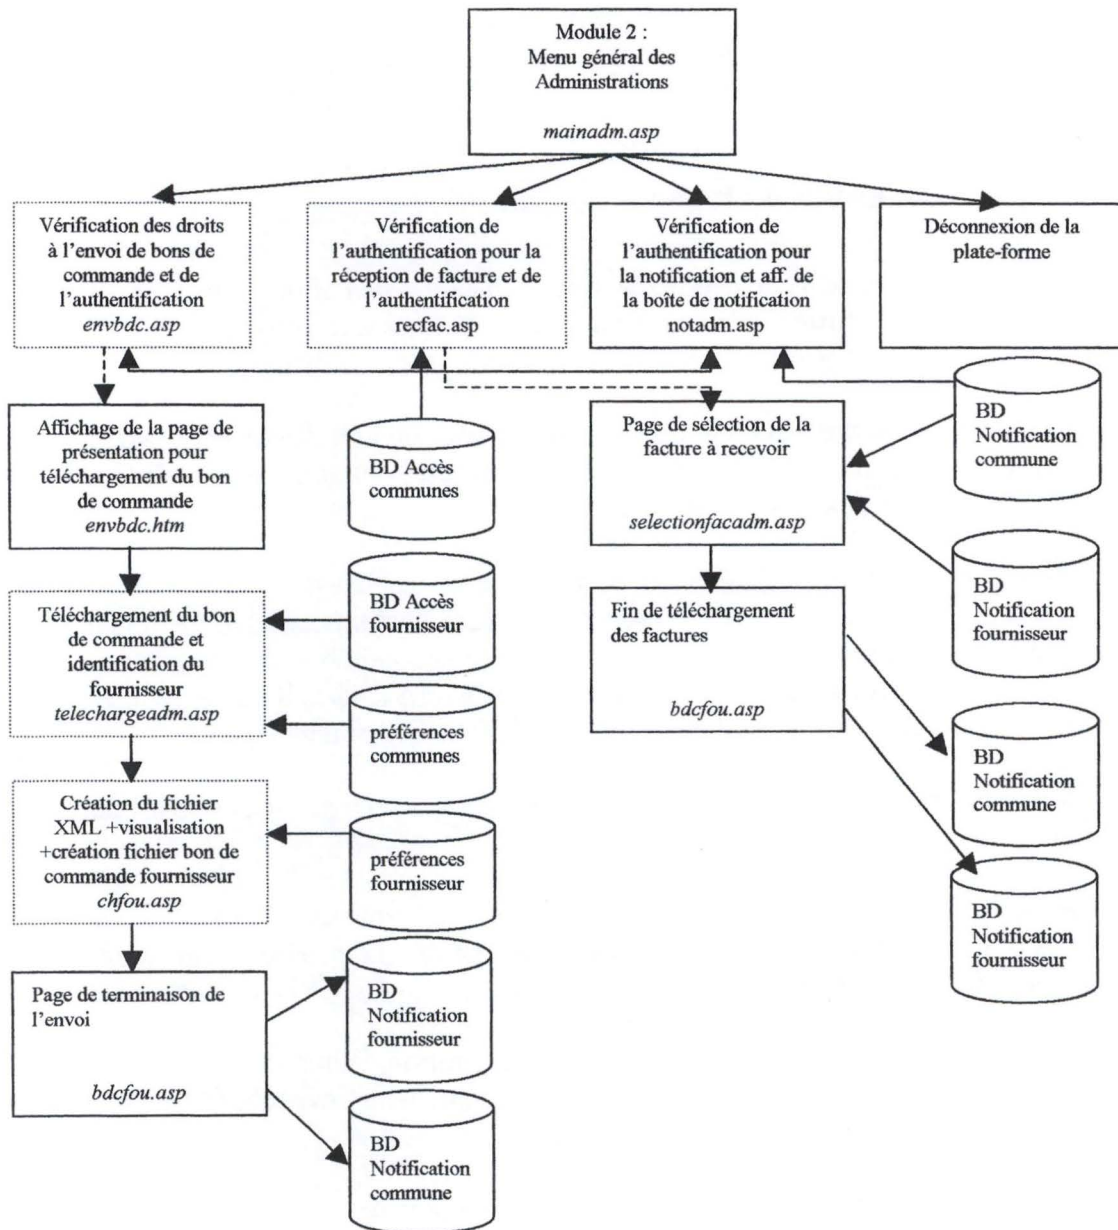 Module 2 :
Menu général des
Administrations
mainadm.asp
Vérification des droits
à l'envoi de bons de
commande et de
l'authentification
envbdc.asp
Vérification de
l'authentification pour la
réception de facture et de
l'authentification
recfac.asp
Vérification de
l'authentification pour
la notification et aff. de
la boîte de notification
notadm.asp
Déconnexion de la
plate-forme
Affichage de la page de
présentation pour
téléchargement du bon
de commande
envbdc.htm
BD Accès
communes
Page de sélection de la
facture à recevoir
selectionfacadm.asp
BD
Notification
commune
Téléchargement du bon
de commande et
identification du
fournisseur
telechargeadm.asp
BD Accès
fournisseur
Fin de téléchargement
des factures
bdcfou.asp
BD
Notification
fournisseur
préférences
communes
BD
Notification
commune
Création du fichier
XML +visualisation
+création fichier bon de
commande fournisseur
chfou.asp
préférences
fournisseur
BD
Notification
fournisseur
Page de terminaison de
l'envoi
bdcfou.asp
BD
Notification
fournisseur
BD
Notification
commune